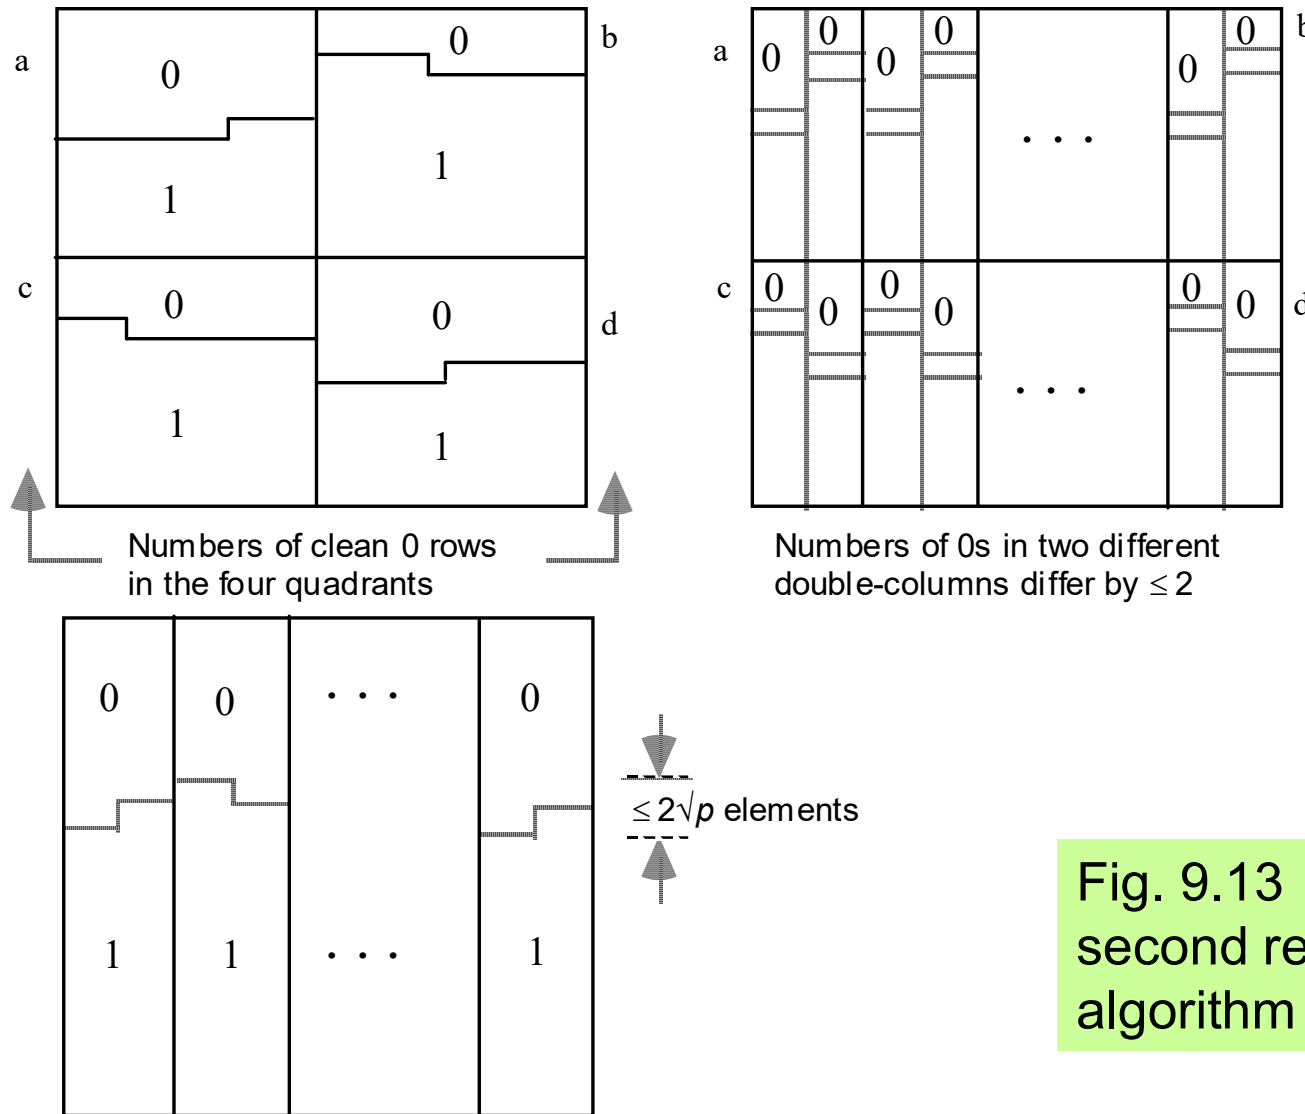 a 0 0 b
1 1
c 0 0 d
1 1
Numbers of clean 0 rows
in the four quadrants
a 0 0 0 0 0 0 b
. . .
c 0 0 0 0 0 0 d
. . .
Numbers of 0s in two different
double-columns differ by ≤ 2
0 0 . . . 0
≤ 2√p elements
1 1 . . . 1
Fig. 9.13
second re
algorithm